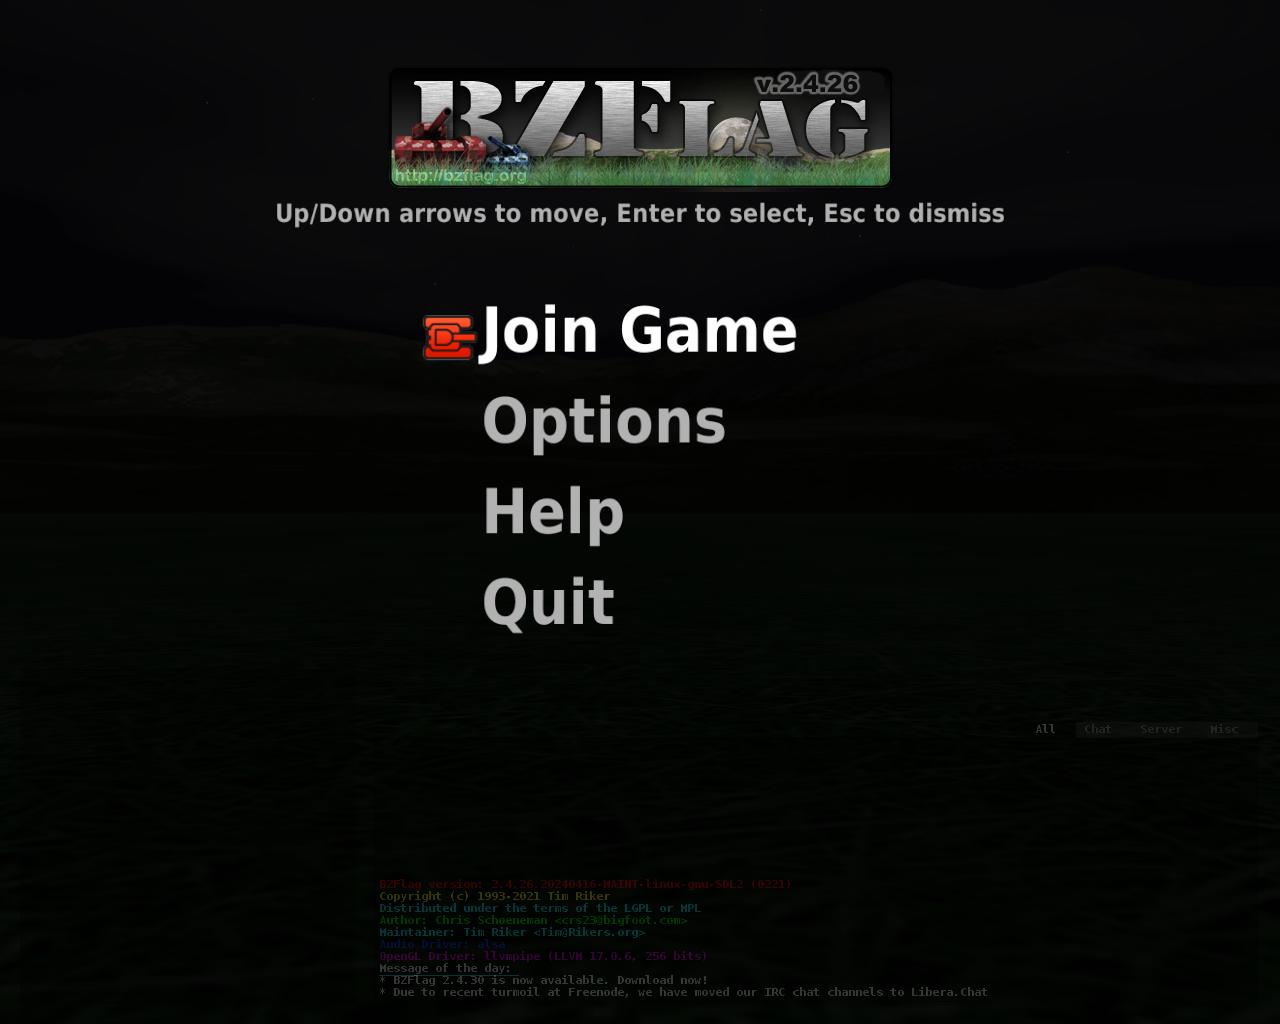 BZFLAG
v.2.4.26
http://bzflag.org
Up/Down arrows to move, Enter to select, Esc to dismiss
Join Game
Options
Help
Quit
All Chat Server Misc
BZFlag version: 2.4.26.20240416-MAINT-linux-gnu-SDL2 (0221)
Copyright (c) 1993-2021 Tim Riker
Distributed under the terms of the LGPL or MPL
Author: Chris Schoeneman <crs23@bigfoot.com>
Maintainer: Tim Riker <Tim@Rikers.org>
Audio Driver: alsa
OpenGL Driver: llvmpipe (LLVM 17.0.6, 256 bits)
Message of the day:
* BZFlag 2.4.30 is now available. Download now!
* Due to recent turmoil at Freenode, we have moved our IRC chat channels to Libera.Chat